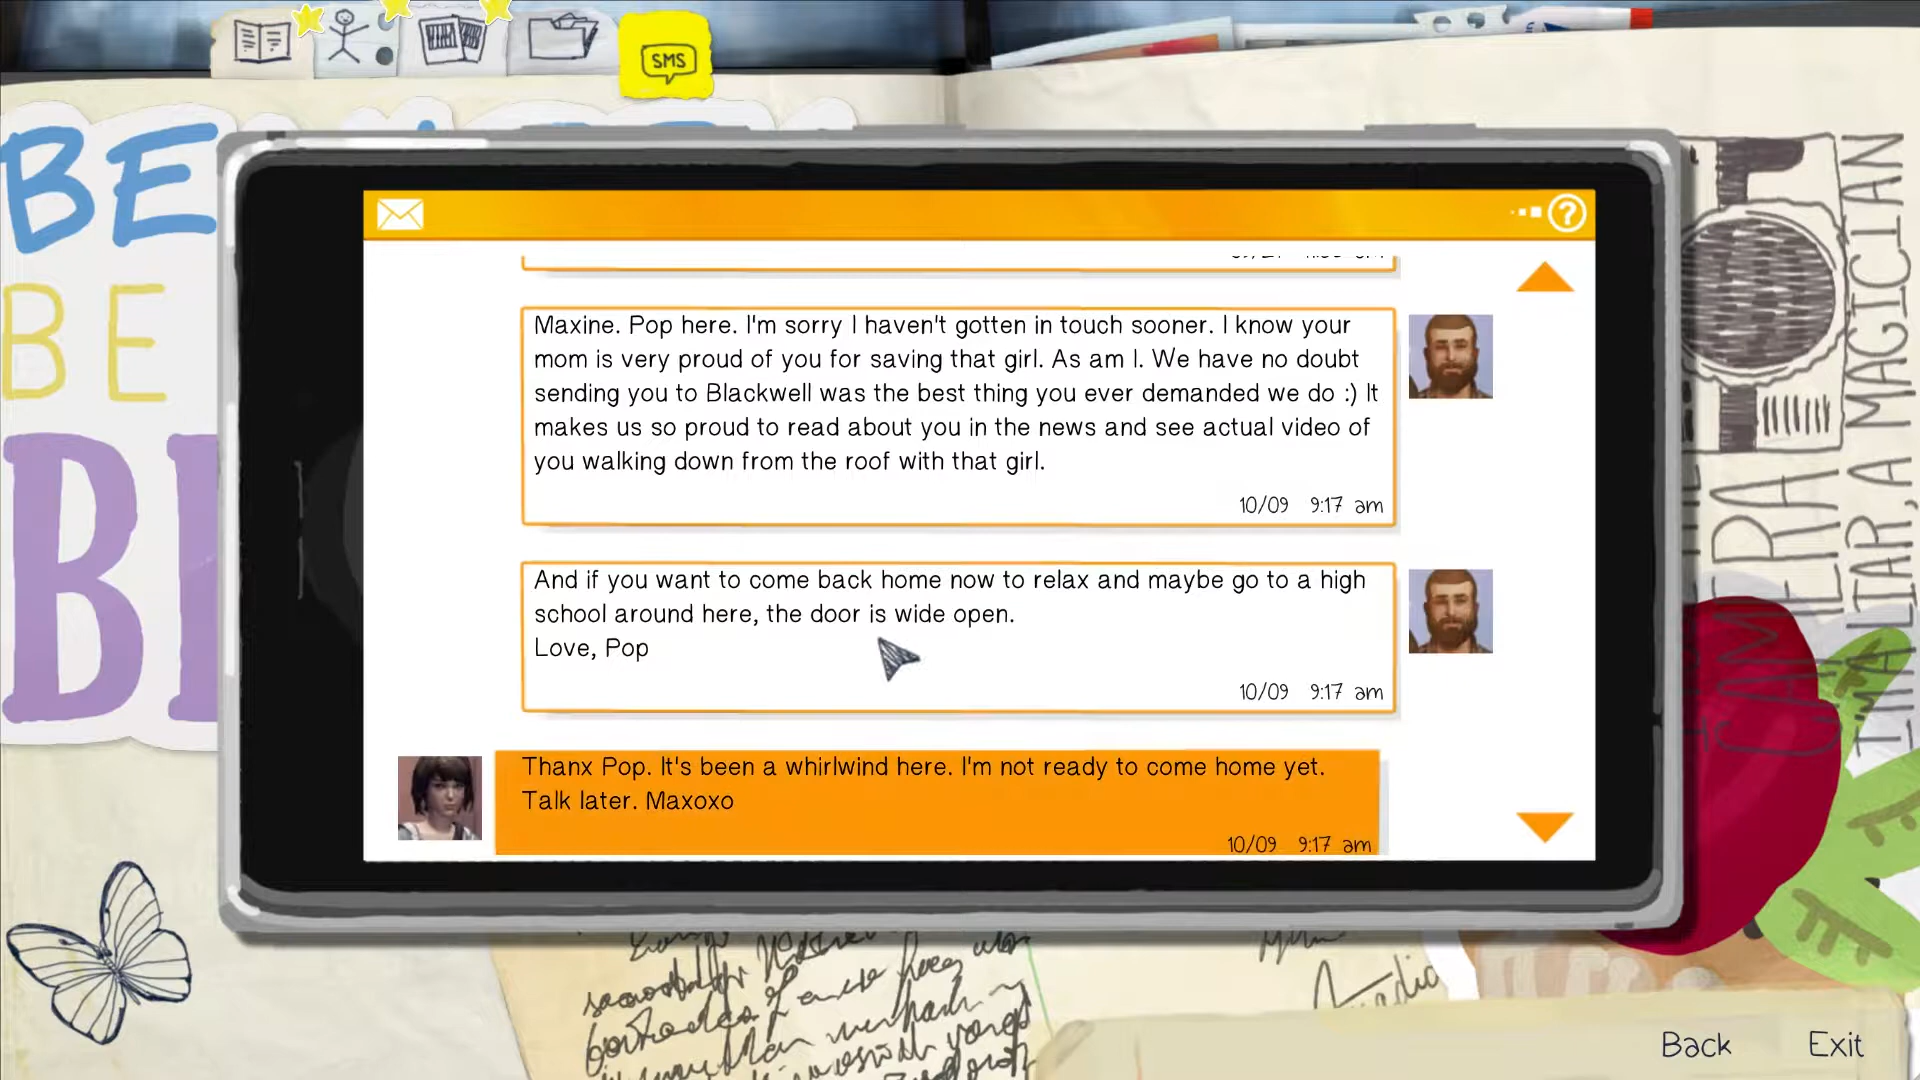 SMS
BE
BE
Maxine. Pop here. I'm sorry I haven't gotten in touch sooner. I know your
mom is very proud of you for saving that girl. As am I. We have no doubt
sending you to Blackwell was the best thing you ever demanded we do :) It
makes us so proud to read about you in the news and see actual video of
you walking down from the roof with that girl.
10/09 9:17 am
And if you want to come back home now to relax and maybe go to a high
school around here, the door is wide open.
Love, Pop
10/09 9:17 am
Thanx Pop. It's been a whirlwind here. I'm not ready to come home yet.
Talk later. Maxoxo
10/09 9:17 am
CAMERA
A MAGICIAN
Back Exit